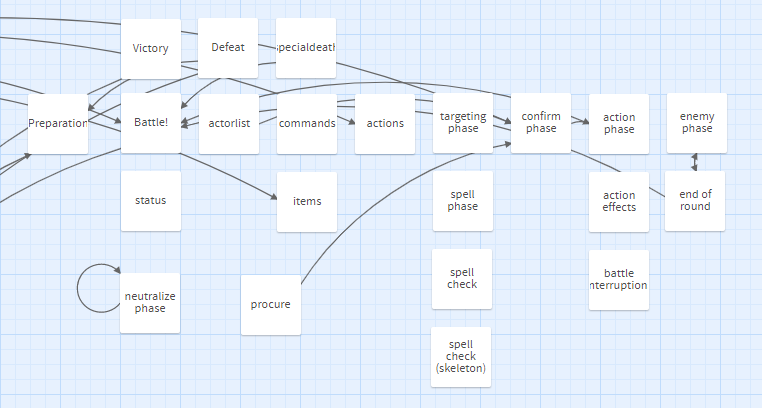 Victory
Defeat
specialdeath
Preparation
Battle!
actorlist
commands
actions
targeting
phase
confirm
phase
action
phase
enemy
phase
status
items
spell
phase
action
effects
end of
round
neutralize
phase
procure
spell
check
battle
nterruption
spell
check
(skeleton)